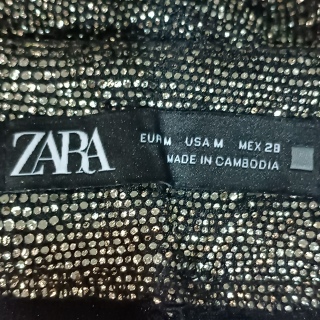 ZARA
EUR M USA M MEX 28
MADE IN CAMBODIA